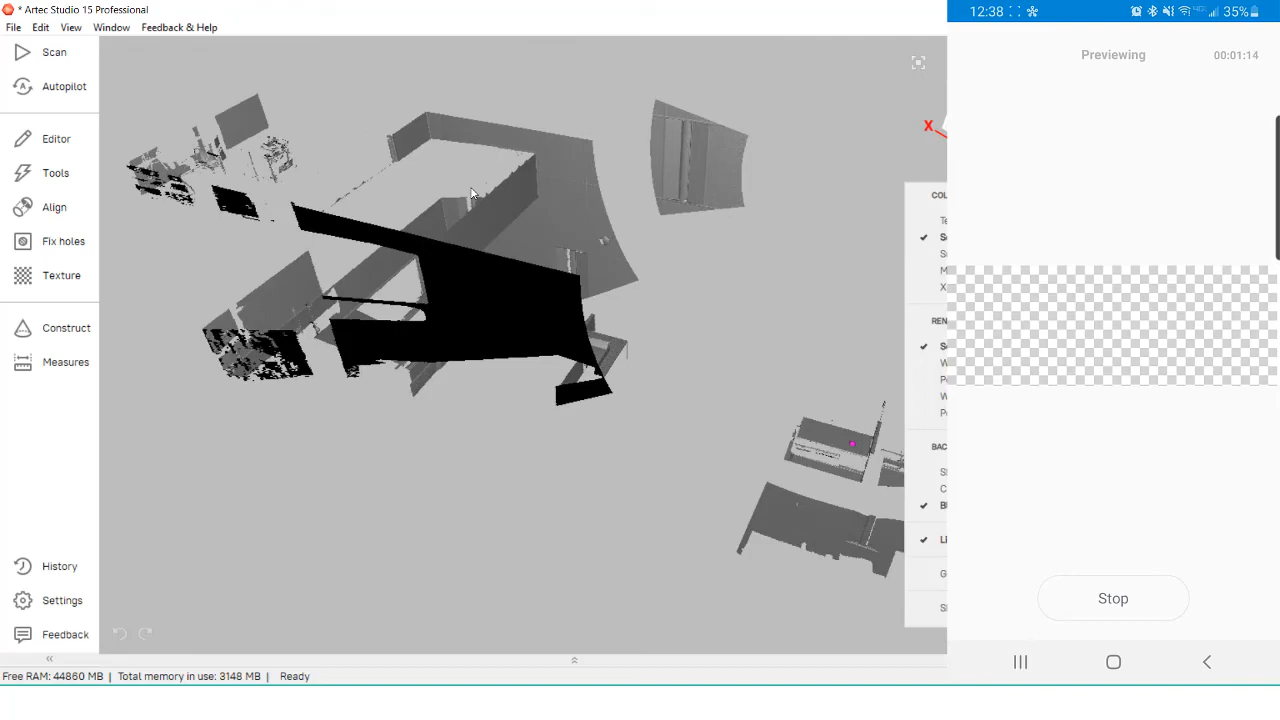 * Artec Studio 15 Professional
File Edit View Window Feedback & Help
Scan
Autopilot
Editor
Tools
Align
Fix holes
Texture
Construct
Measures
History
Settings
Feedback
Free RAM: 44860 MB | Total memory in use: 3148 MB | Ready
X
12:38
35%
Previewing
00:01:14
Stop